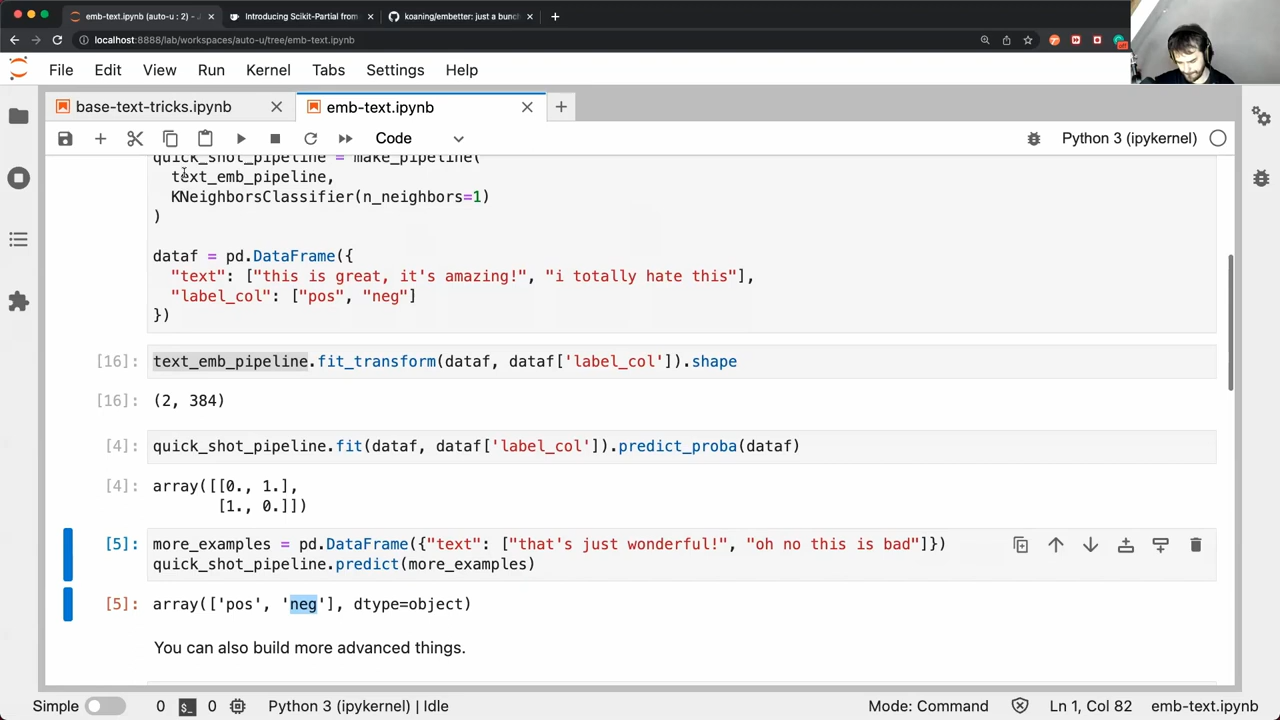 emb-text.ipynb (auto-u : 2) - J
Introducing Scikit-Partial from
koaning/embetter: just a bunch
localhost:8888/lab/workspaces/auto-u/tree/emb-text.ipynb
File Edit View Run Kernel Tabs Settings Help
base-text-tricks.ipynb
emb-text.ipynb
Code
Python 3 (ipykernel)
quick_shot_pipeline = make_pipeline(
text_emb_pipeline,
KNeighborsClassifier(n_neighbors=1)
)
dataf = pd.DataFrame({
"text": ["this is great, it's amazing!", "i totally hate this"],
"label_col": ["pos", "neg"]
})
[16]: text_emb_pipeline.fit_transform(dataf, dataf['label_col']).shape
[16]: (2, 384)
[4]: quick_shot_pipeline.fit(dataf, dataf['label_col']).predict_proba(dataf)
[4]: array([[0., 1.],
[1., 0.]])
[5]: more_examples = pd.DataFrame({"text": ["that's just wonderful!", "oh no this is bad"]})
quick_shot_pipeline.predict(more_examples)
[5]: array(['pos', 'neg'], dtype=object)
You can also build more advanced things.
Simple 0 $_ 0 Python 3 (ipykernel) | Idle Mode: Command Ln 1, Col 82 emb-text.ipynb